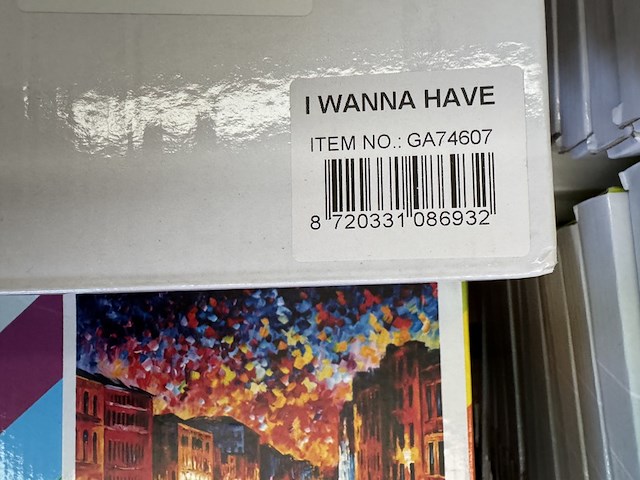 I WANNA HAVE
ITEM NO.: GA74607
8 720331 086932